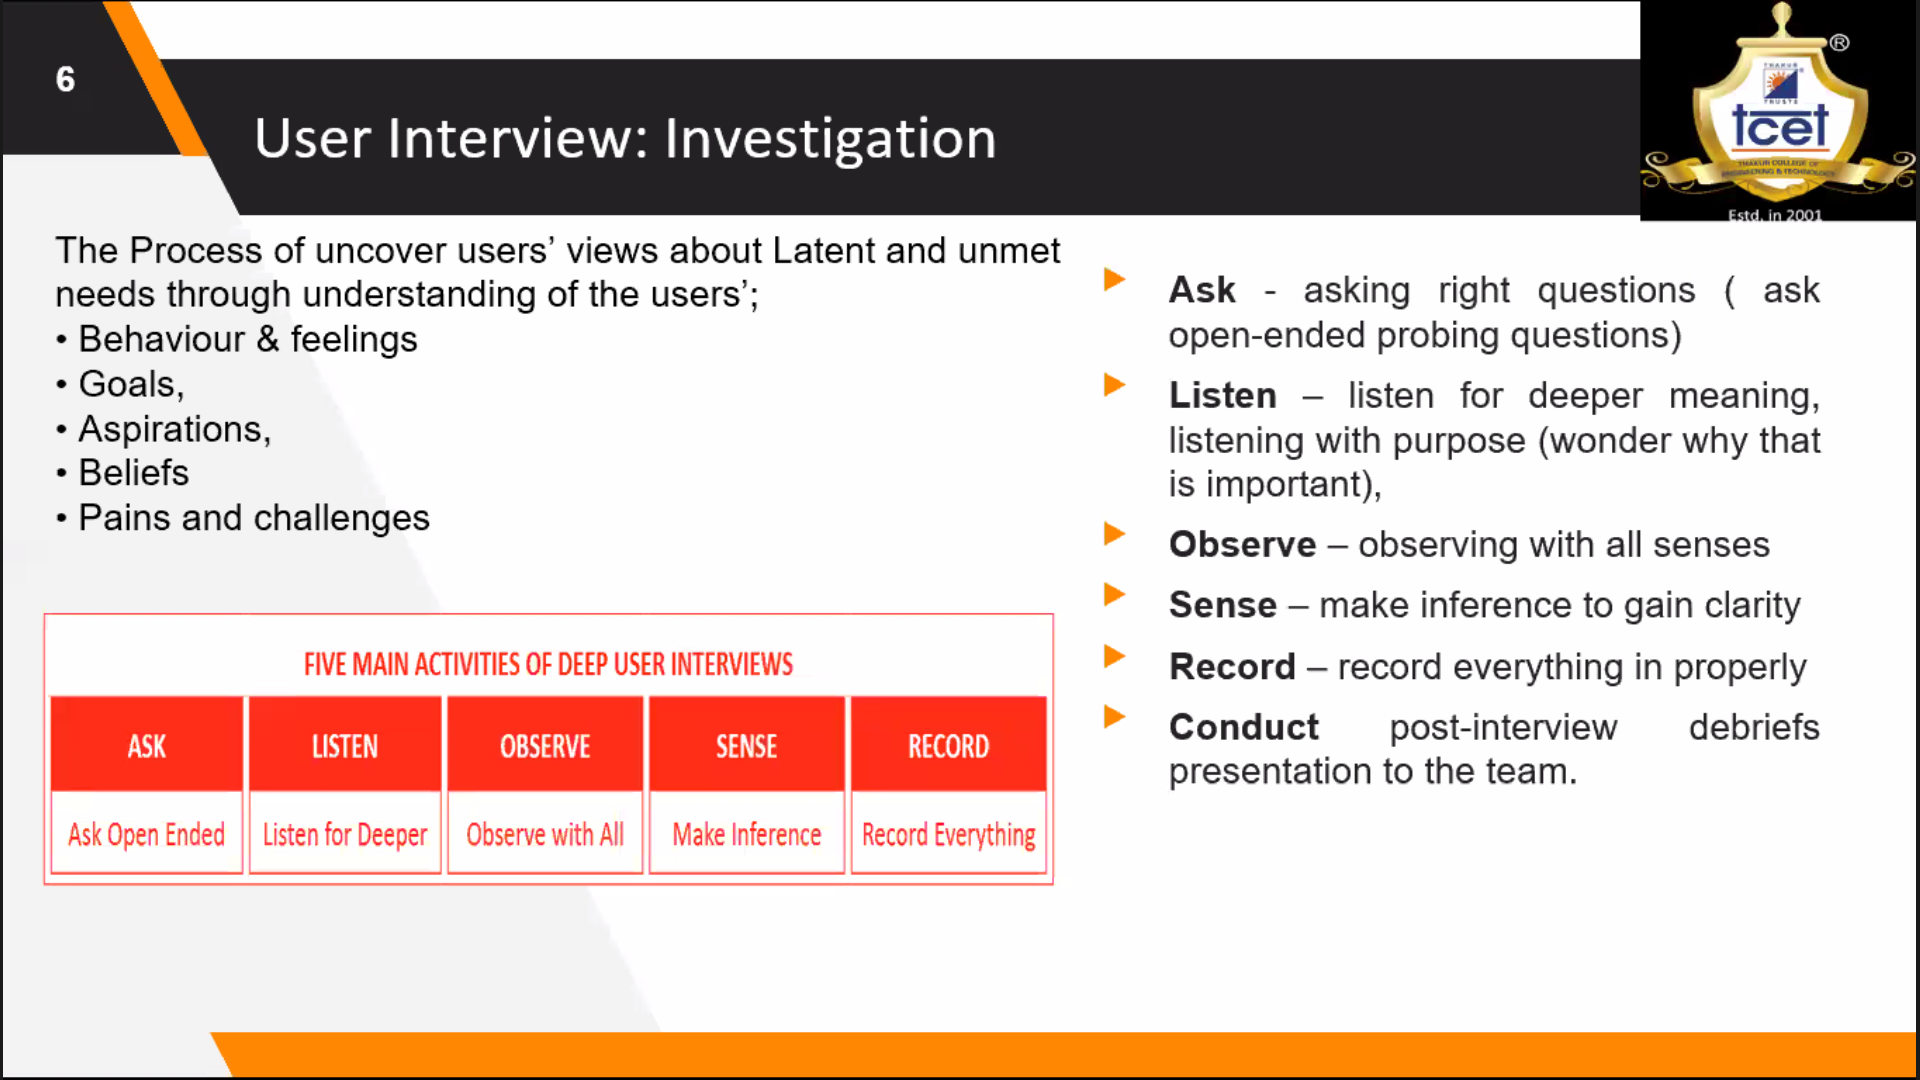 6
User Interview: Investigation
®
THAKUR
TRUSTS
tcet
THAKUR COLLEGE OF
ENGINEERING & TECHNOLOGY
Estd. in 2001
The Process of uncover users’ views about Latent and unmet
needs through understanding of the users’;
• Behaviour & feelings
• Goals,
• Aspirations,
• Beliefs
• Pains and challenges
FIVE MAIN ACTIVITIES OF DEEP USER INTERVIEWS
ASK LISTEN OBSERVE SENSE RECORD
Ask Open Ended Listen for Deeper Observe with All Make Inference Record Everything
Ask - asking right questions ( ask
open-ended probing questions)
Listen – listen for deeper meaning,
listening with purpose (wonder why that
is important),
Observe – observing with all senses
Sense – make inference to gain clarity
Record – record everything in properly
Conduct post-interview debriefs
presentation to the team.